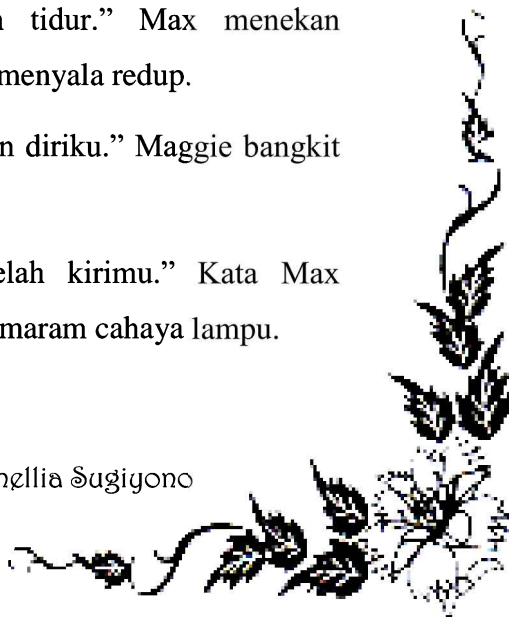 tidur.” Max menekan
menyala redup.
n diriku.” Maggie bangkit
elah kirimu.” Kata Max
maram cahaya lampu.
nellia Sugiyono